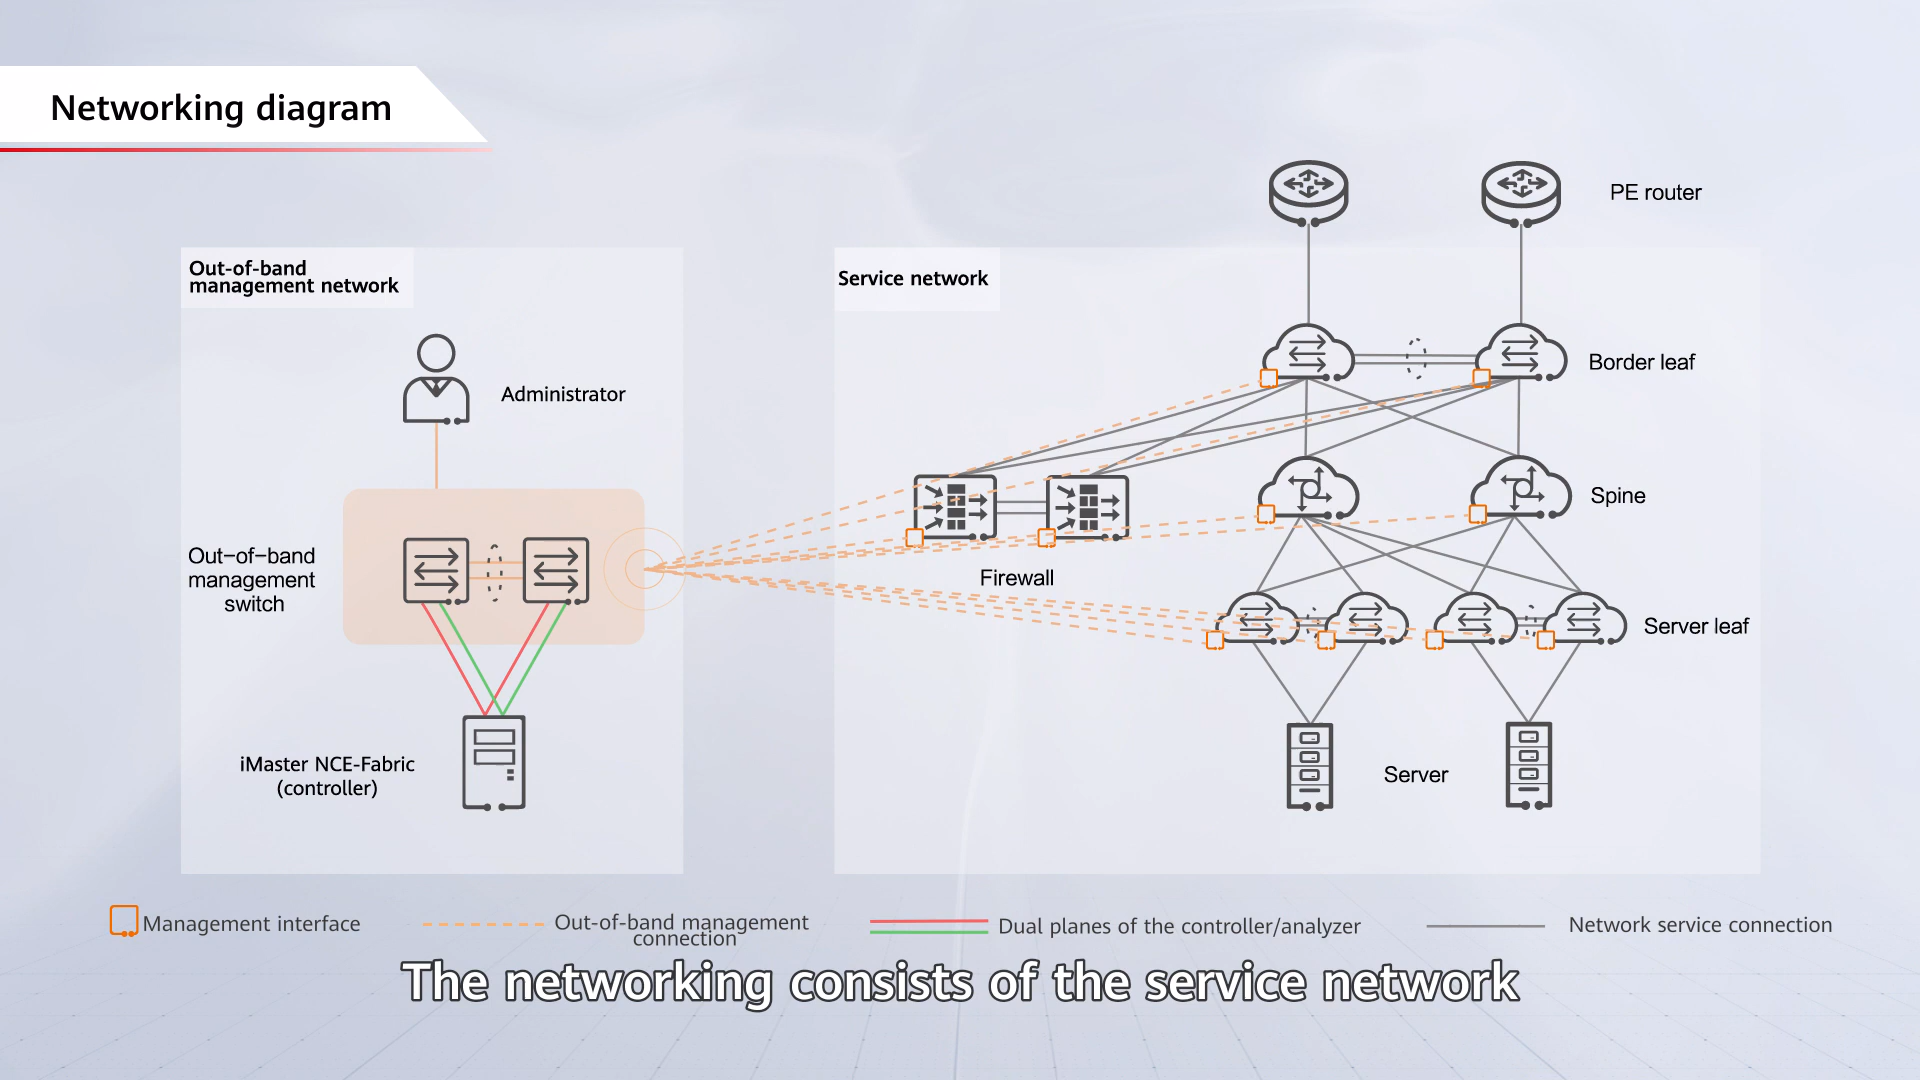 Networking diagram
PE router
Out-of-band
management network
Service network
Border leaf
Administrator
Spine
Out-of-band
management
switch
Firewall
Server leaf
iMaster NCE-Fabric
(controller)
Server
Management interface
Out-of-band management
connection
Dual planes of the controller/analyzer
Network service connection
The networking consists of the service network